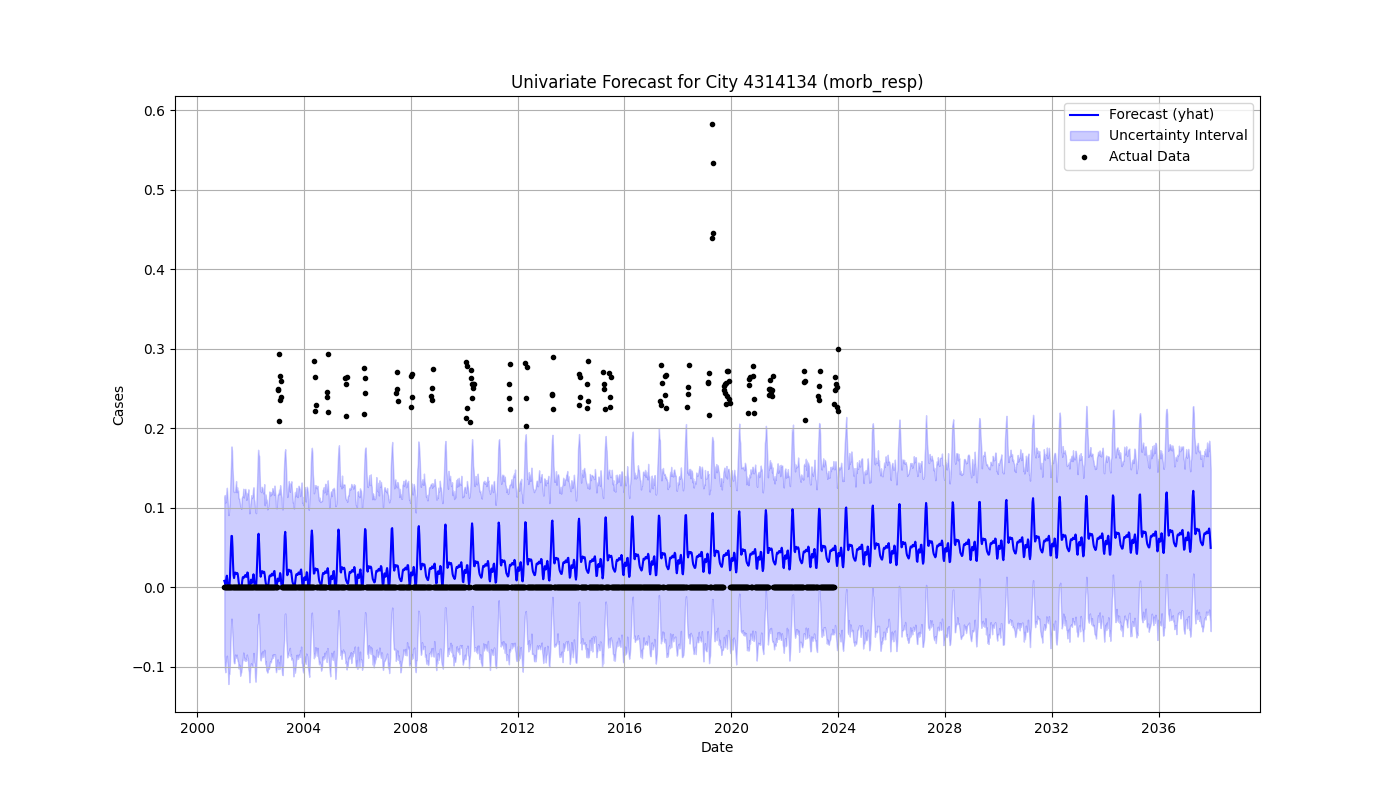 Univariate Forecast for City 4314134 (morb_resp)
Forecast (yhat)
Uncertainty Interval
Actual Data
Cases
0.6
0.5
0.4
0.3
0.2
0.1
0.0
−0.1
2000 2004 2008 2012 2016 2020 2024 2028 2032 2036
Date